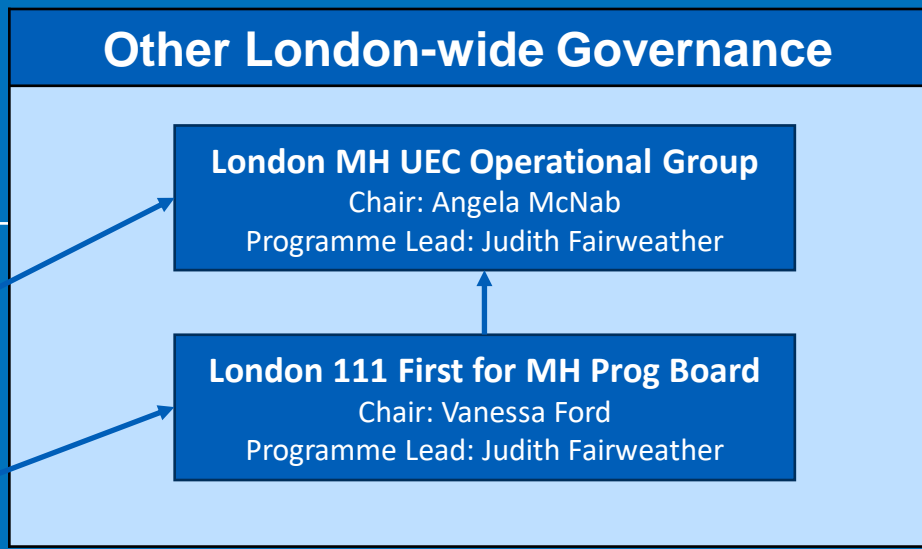 Other London-wide Governance
London MH UEC Operational Group
Chair: Angela McNab
Programme Lead: Judith Fairweather
London 111 First for MH Prog Board
Chair: Vanessa Ford
Programme Lead: Judith Fairweather